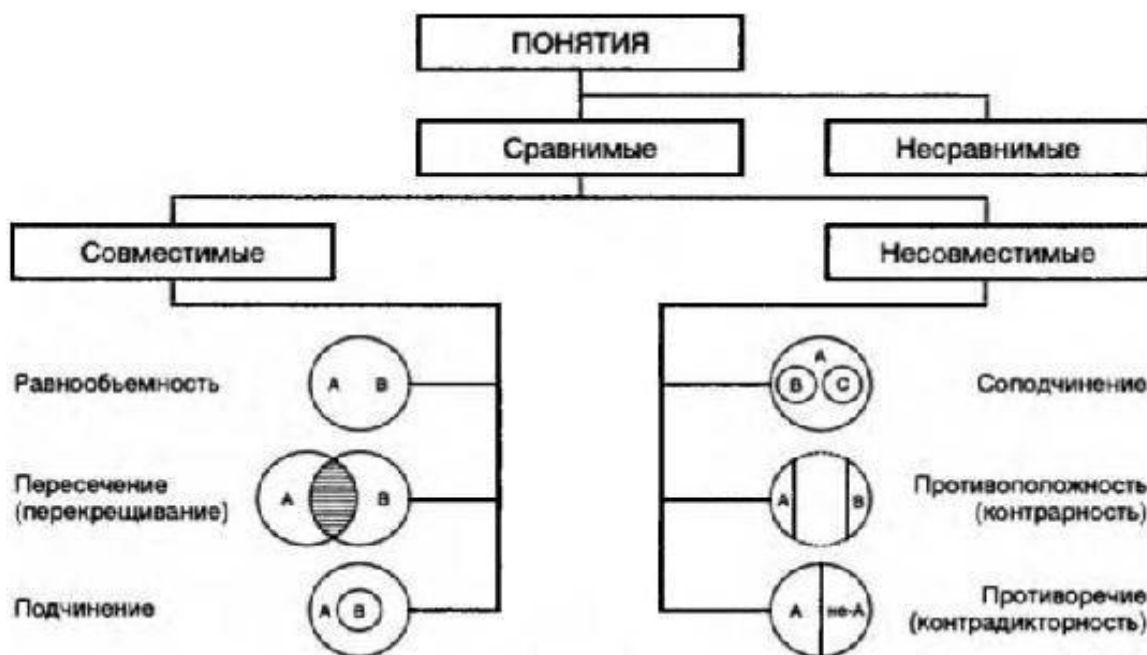 ПОНЯТИЯ
Сравнимые
Несравнимые
Совместимые
Несовместимые
Равнообъемность
A B
A
B C
Соподчинение
Пересечение
(перекрещивание)
A B
A B
Противоположность
(контрарность)
Подчинение
A B
A не-A
Противоречие
(контрадикторность)